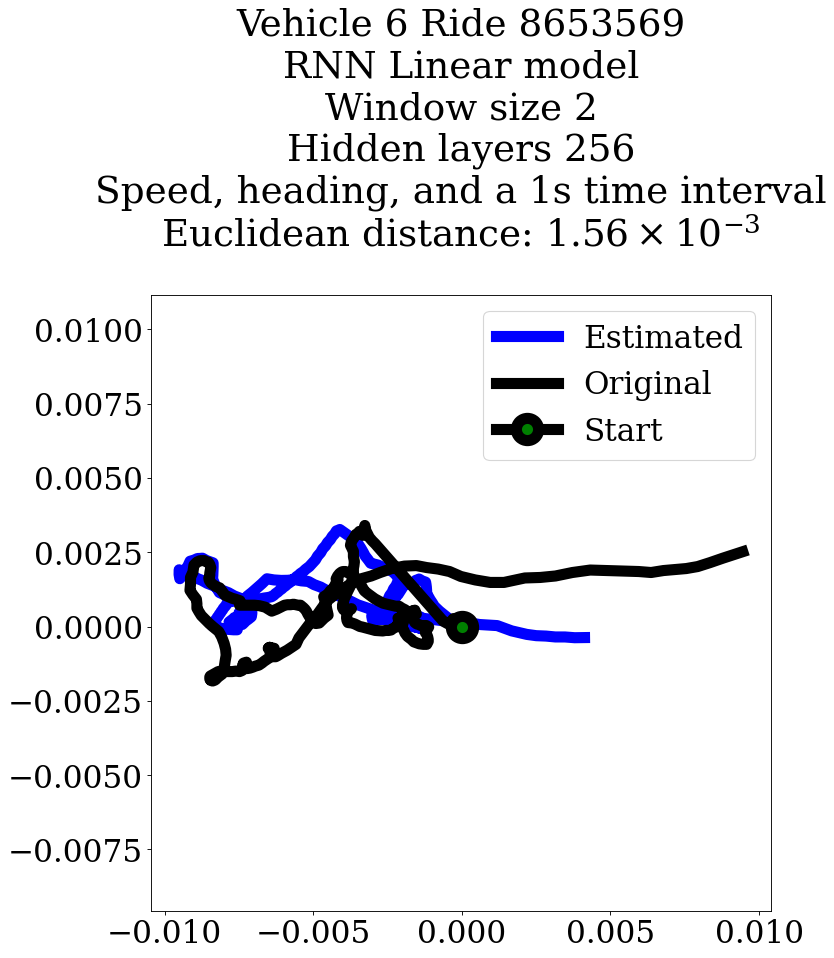 Vehicle 6 Ride 8653569
RNN Linear model
Window size 2
Hidden layers 256
Speed, heading, and a 1s time interval
Euclidean distance: 1.56 × 10⁻³
Estimated
Original
Start
0.0100
0.0075
0.0050
0.0025
0.0000
−0.0025
−0.0050
−0.0075
−0.010 −0.005 0.000 0.005 0.010